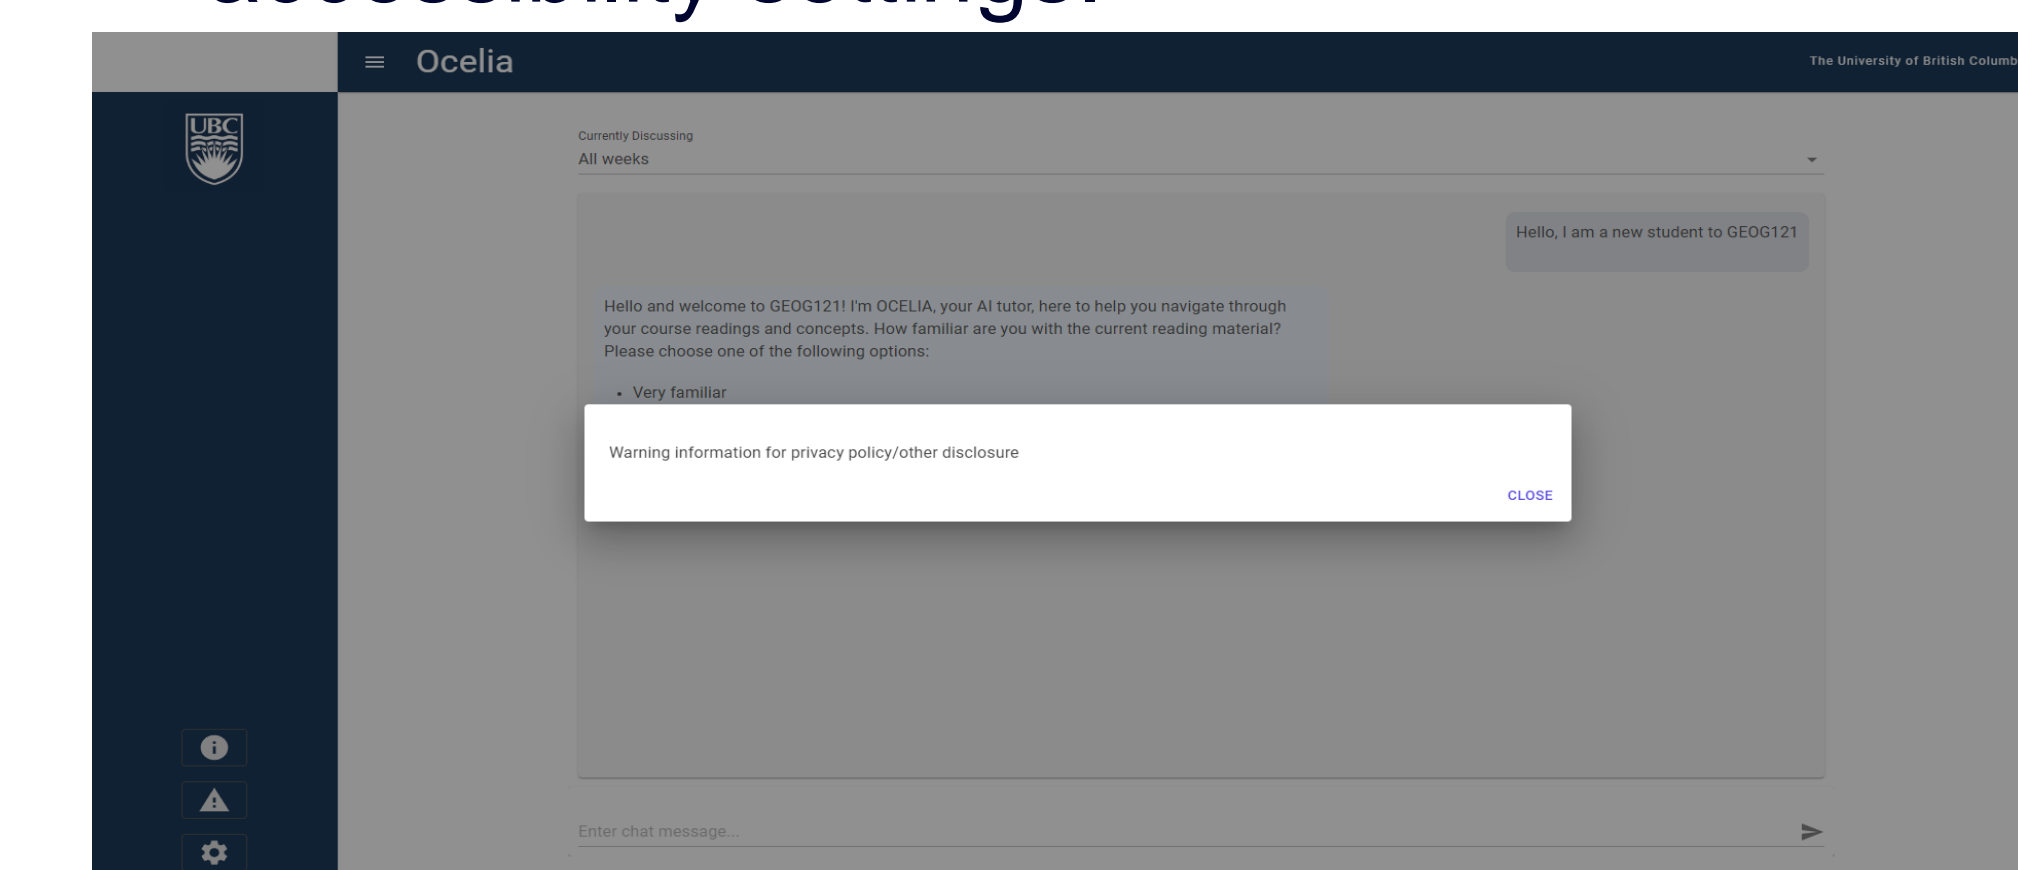 accessibility settings.
Ocelia
The University of British Columb
UBC
Currently Discussing
All weeks
Hello, I am a new student to GEOG121
Hello and welcome to GEOG121! I'm OCELIA, your AI tutor, here to help you navigate through
your course readings and concepts. How familiar are you with the current reading material?
Please choose one of the following options:
• Very familiar
Warning information for privacy policy/other disclosure
CLOSE
Enter chat message...